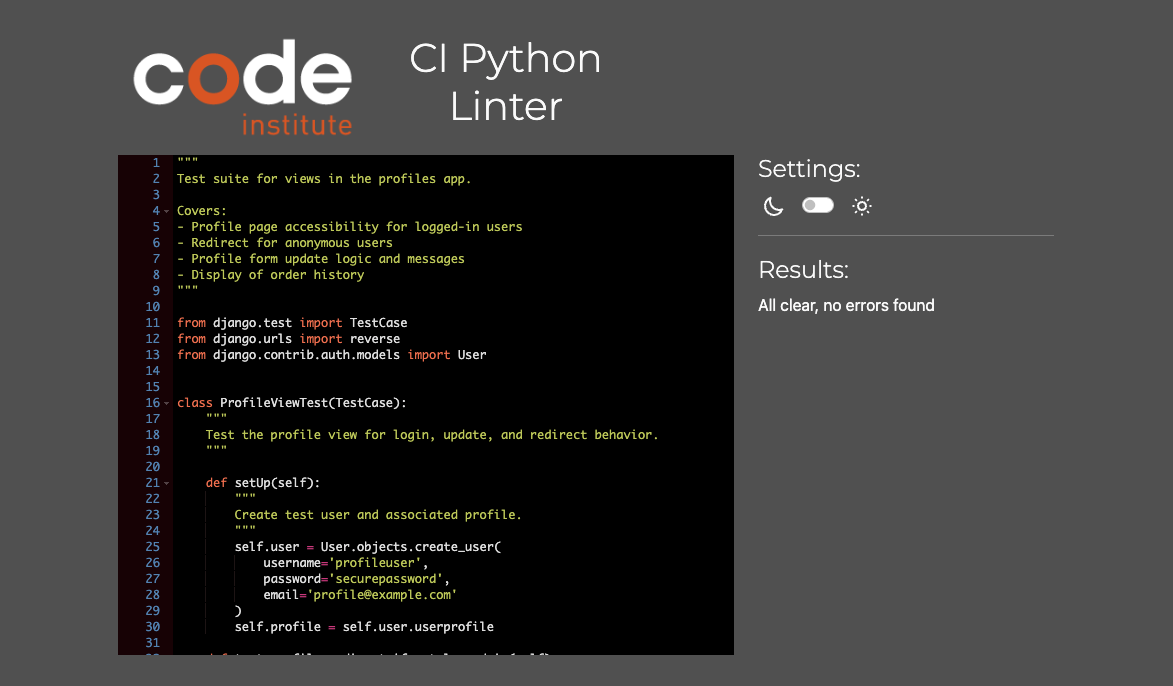 code
institute
CI Python
Linter
1 """
2 Test suite for views in the profiles app.
3
4 Covers:
5 - Profile page accessibility for logged-in users
6 - Redirect for anonymous users
7 - Profile form update logic and messages
8 - Display of order history
9 """
10
11 from django.test import TestCase
12 from django.urls import reverse
13 from django.contrib.auth.models import User
14
15
16 class ProfileViewTest(TestCase):
17     """
18     Test the profile view for login, update, and redirect behavior.
19     """
20
21     def setUp(self):
22         """
23         Create test user and associated profile.
24         """
25         self.user = User.objects.create_user(
26             username='profileuser',
27             password='securepassword',
28             email='profile@example.com'
29         )
30         self.profile = self.user.userprofile
31
Settings:
Results:
All clear, no errors found